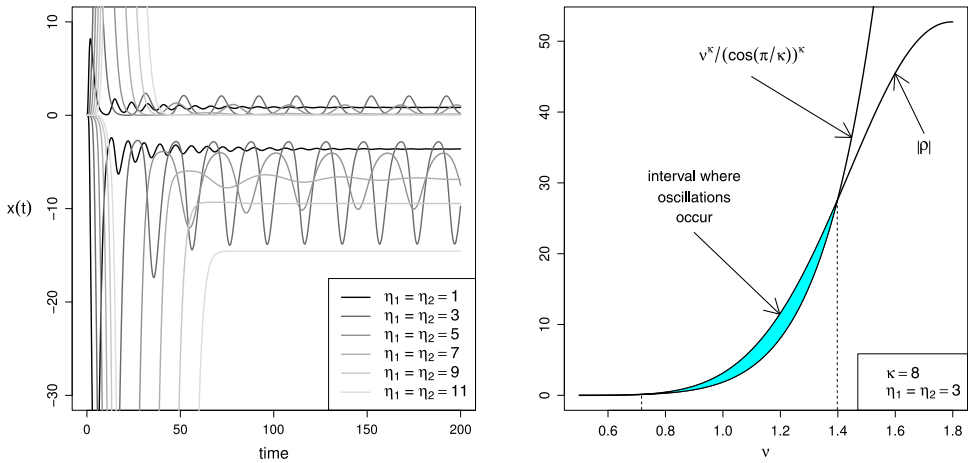 10
0
−10
−20
−30
x(t)
0
50
100
150
200
time
η₁ = η₂ = 1
η₁ = η₂ = 3
η₁ = η₂ = 5
η₁ = η₂ = 7
η₁ = η₂ = 9
η₁ = η₂ = 11
50
40
30
20
10
0
ν^κ/(cos(π/κ))^κ
|ρ|
interval where
oscillations
occur
κ = 8
η₁ = η₂ = 3
0.6
0.8
1.0
1.2
1.4
1.6
1.8
ν